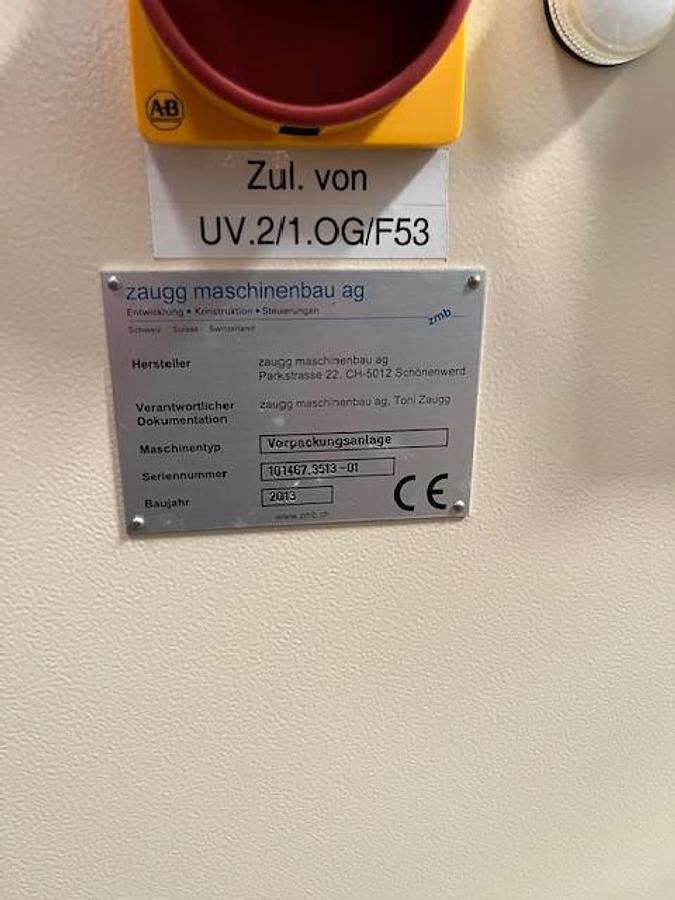 A-B
Zul. von
UV.2/1.OG/F53
zaugg maschinenbau ag
Entwicklung • Konstruktion • Steuerungen
zmb
Schweiz Suisse Switzerland
Hersteller zaugg maschinenbau ag
Parkstrasse 22, CH-5012 Schönenwerd
Verantwortlicher zaugg maschinenbau ag, Toni Zaugg
Dokumentation
Maschinentyp Verpackungsanlage
Seriennummer 101467.3513-01
Baujahr 2013
CE
www.zmb.ch